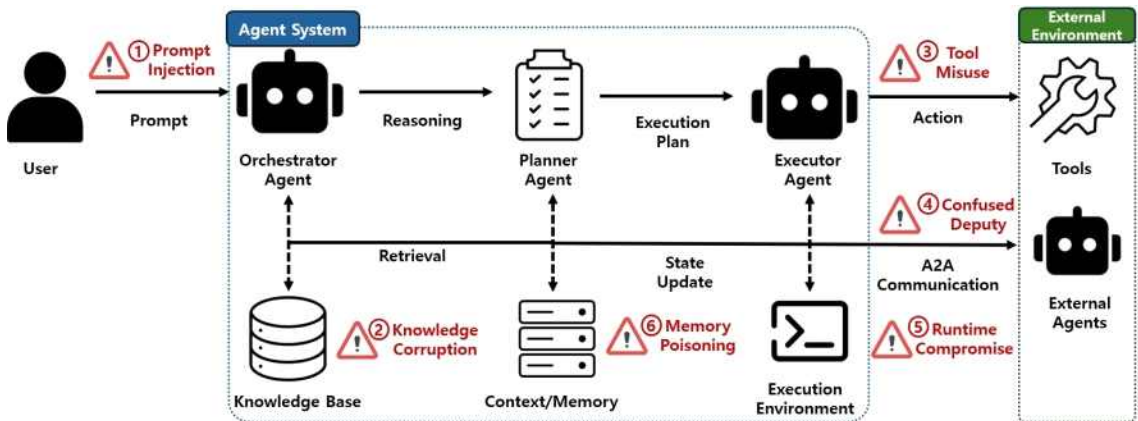 Agent System
External
Environment
① Prompt
Injection
③ Tool
Misuse
Prompt
Reasoning
Execution
Plan
Action
User
Orchestrator
Agent
Planner
Agent
Executor
Agent
Tools
④ Confused
Deputy
Retrieval
State
Update
A2A
Communication
External
Agents
② Knowledge
Corruption
⑥ Memory
Poisoning
⑤ Runtime
Compromise
Knowledge Base
Context/Memory
Execution
Environment